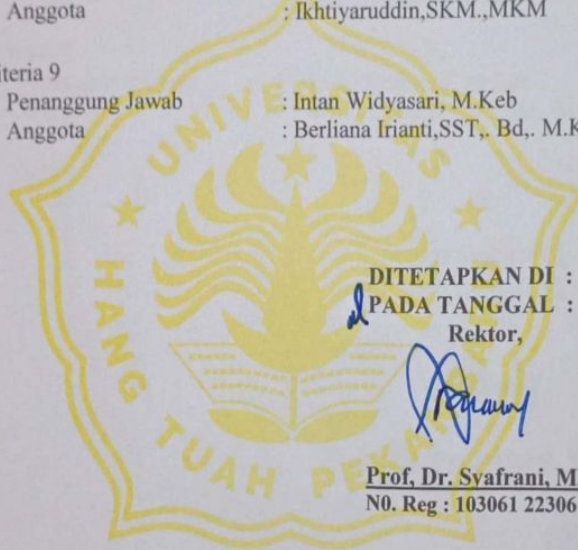 Anggota : Ikhtiyaruddin,SKM.,MKM
iteria 9
Penanggung Jawab : Intan Widyasari, M.Keb
Anggota : Berliana Irianti,SST,. Bd,. M.K
UNIVERSITAS
HANG TUAH PEKA
DITETAPKAN DI :
PADA TANGGAL :
Rektor,
Prof, Dr. Syafrani, M
N0. Reg : 103061 22306